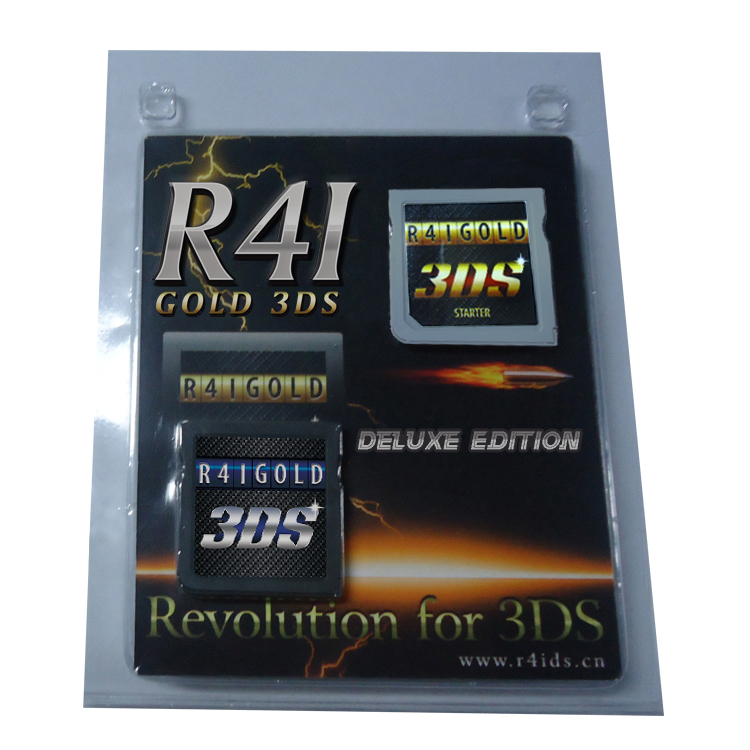 R4I
GOLD 3DS
R4IGOLD
3DS
STARTER
R4IGOLD
DELUXE EDITION
R4IGOLD
3DS
Revolution for 3DS
www.r4ids.cn